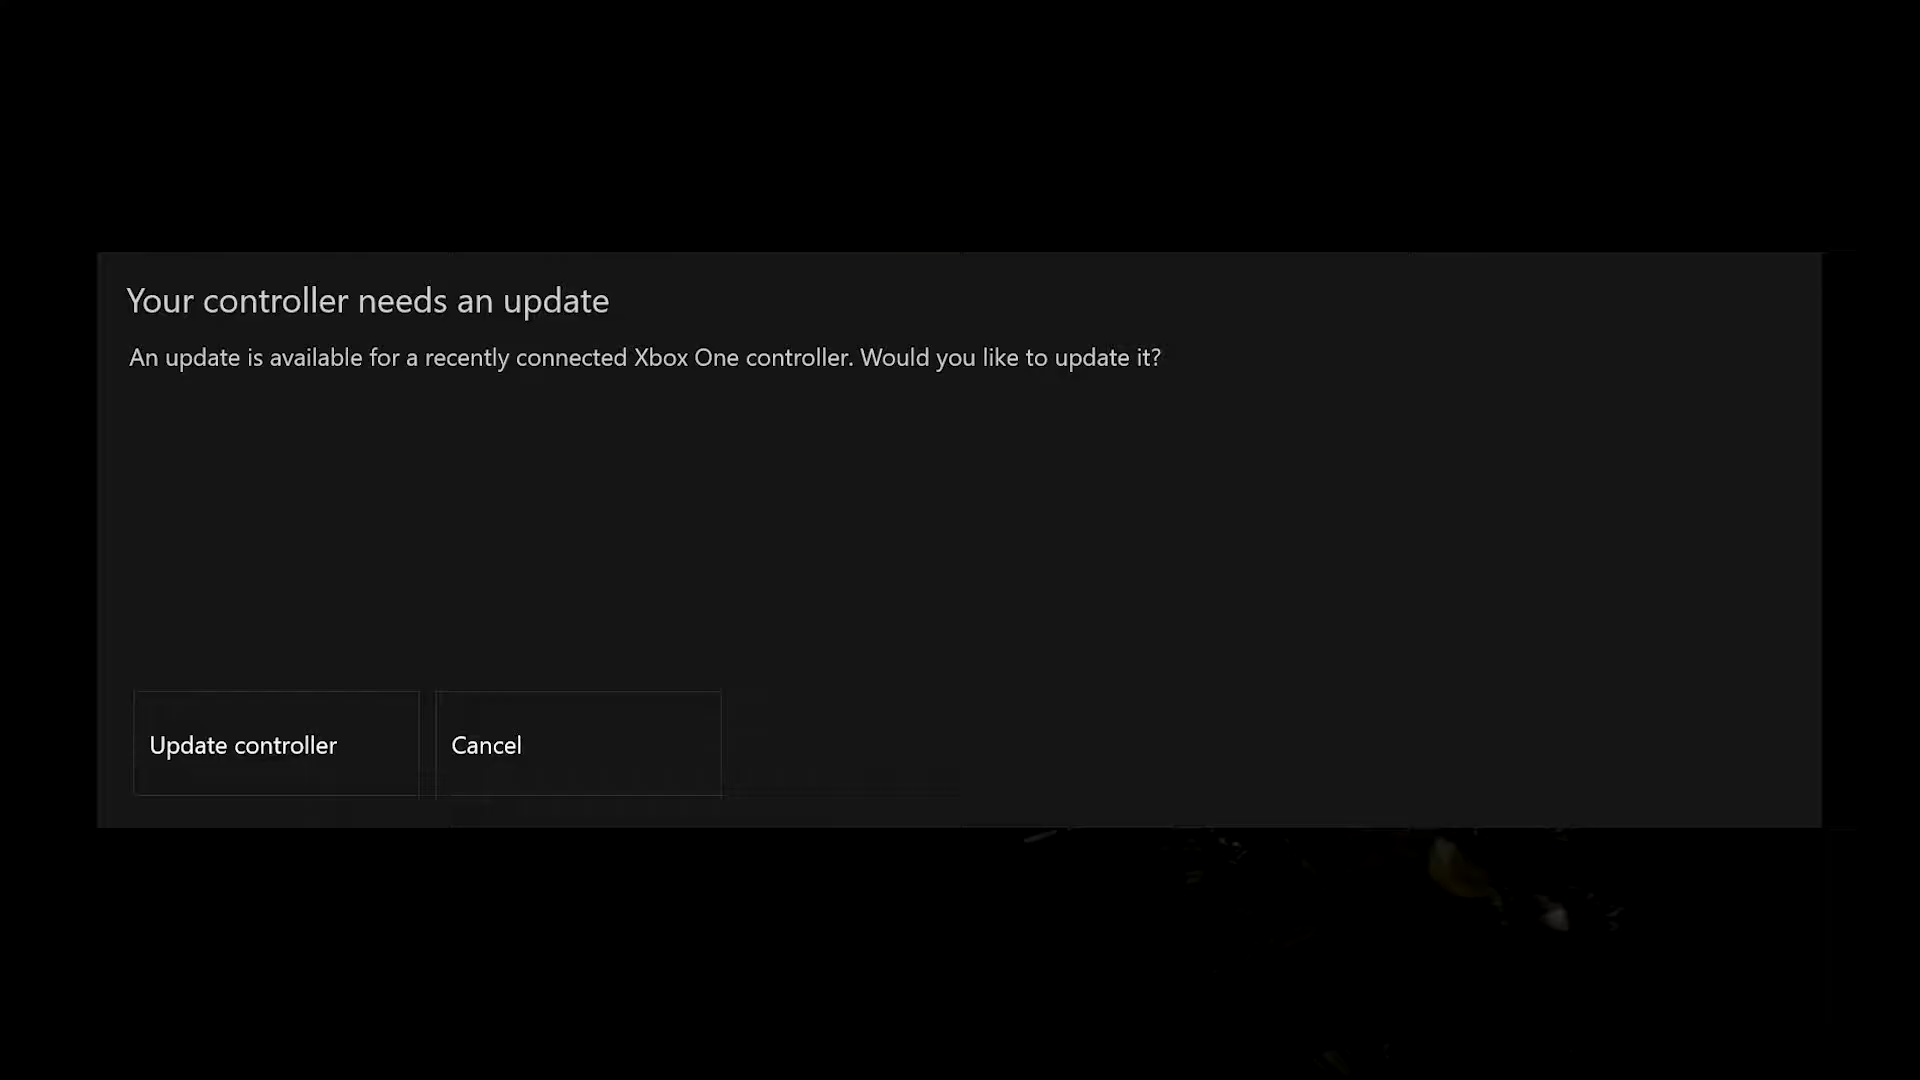 Your controller needs an update
An update is available for a recently connected Xbox One controller. Would you like to update it?
Update controller
Cancel